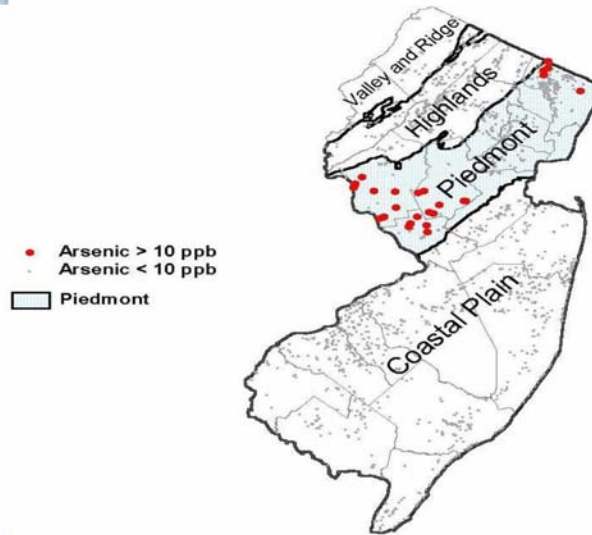 Valley and Ridge
Highlands
Piedmont
Arsenic > 10 ppb
Arsenic < 10 ppb
Piedmont
Coastal Plain